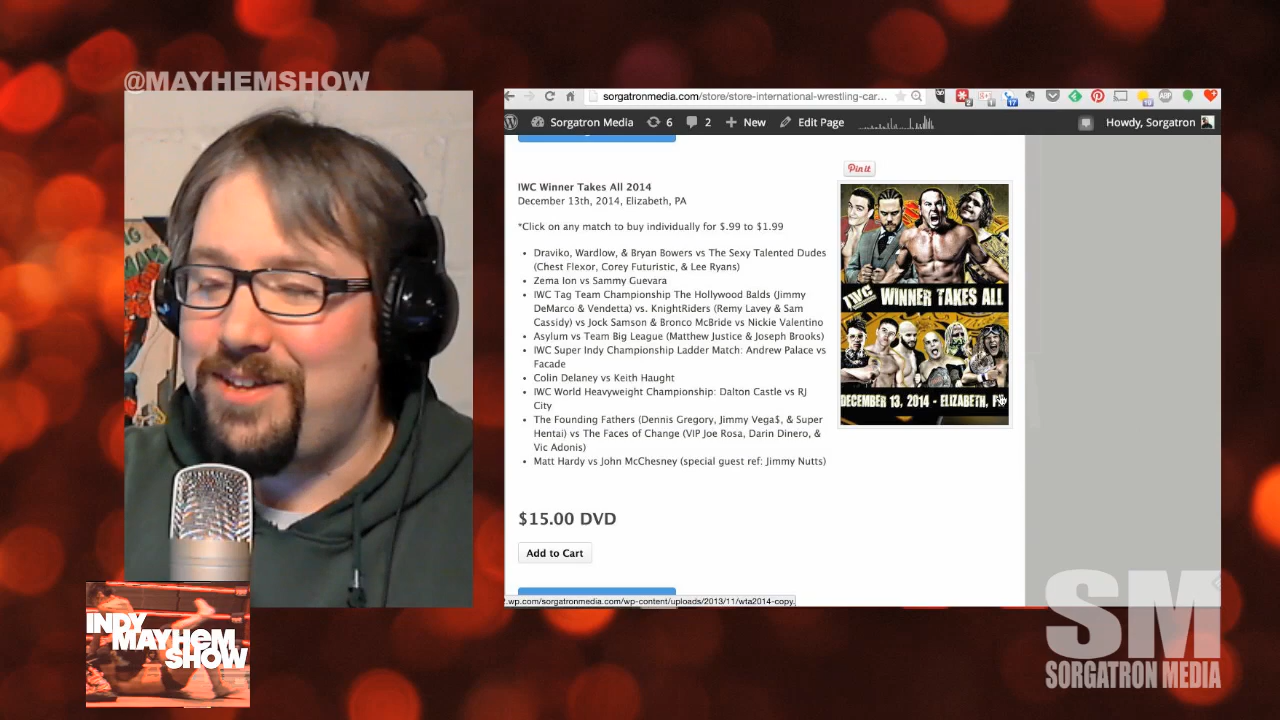 @MAYHEMSHOW
sorgatronmedia.com/store/store-international-wrestling-car...
Sorgatron Media
6
2
New
Edit Page
Howdy, Sorgatron
Pin it
IWC Winner Takes All 2014
December 13th, 2014, Elizabeth, PA
*Click on any match to buy individually for $.99 to $1.99
Draviko, Wardlow, & Bryan Bowers vs The Sexy Talented Dudes
(Chest Flexor, Corey Futuristic, & Lee Ryans)
Zema Ion vs Sammy Guevara
IWC Tag Team Championship The Hollywood Balds (Jimmy
DeMarco & Vendetta) vs. KnightRiders (Remy Lavey & Sam
Cassidy) vs Jock Samson & Bronco McBride vs Nickie Valentino
Asylum vs Team Big League (Matthew Justice & Joseph Brooks)
IWC Super Indy Championship Ladder Match: Andrew Palace vs
Facade
Colin Delaney vs Keith Haught
IWC World Heavyweight Championship: Dalton Castle vs RJ
City
The Founding Fathers (Dennis Gregory, Jimmy Vega$, & Super
Hentai) vs The Faces of Change (VIP Joe Rosa, Darin Dinero, &
Vic Adonis)
Matt Hardy vs John McChesney (special guest ref: Jimmy Nutts)
IWC WINNER TAKES ALL
DECEMBER 13, 2014 - ELIZABETH,
$15.00 DVD
Add to Cart
.wp.com/sorgatronmedia.com/wp-content/uploads/2013/11/wta2014-copy.
INDY
MAYHEM
SHOW
SM
SORGATRON MEDIA